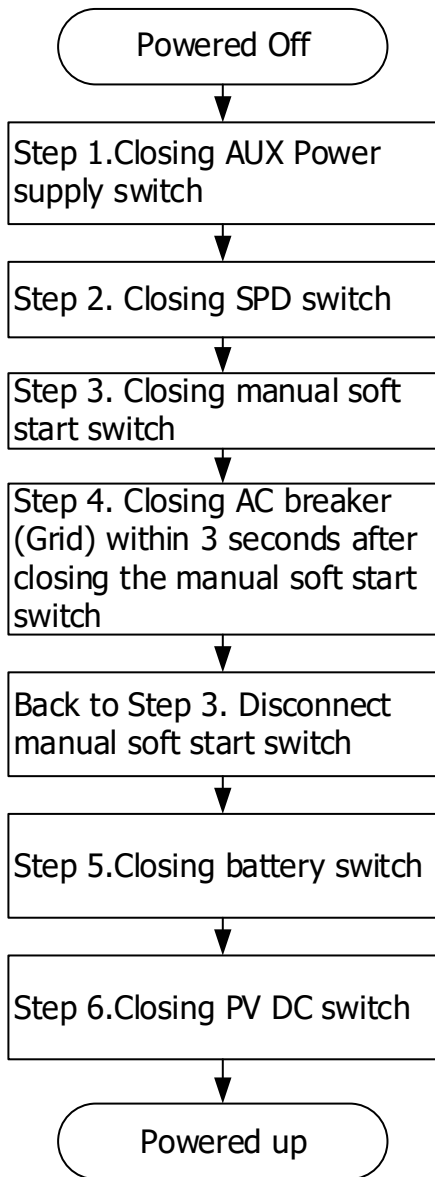 Powered Off
Step 1.Closing AUX Power
supply switch
Step 2. Closing SPD switch
Step 3. Closing manual soft
start switch
Step 4. Closing AC breaker
(Grid) within 3 seconds after
closing the manual soft start
switch
Back to Step 3. Disconnect
manual soft start switch
Step 5.Closing battery switch
Step 6.Closing PV DC switch
Powered up